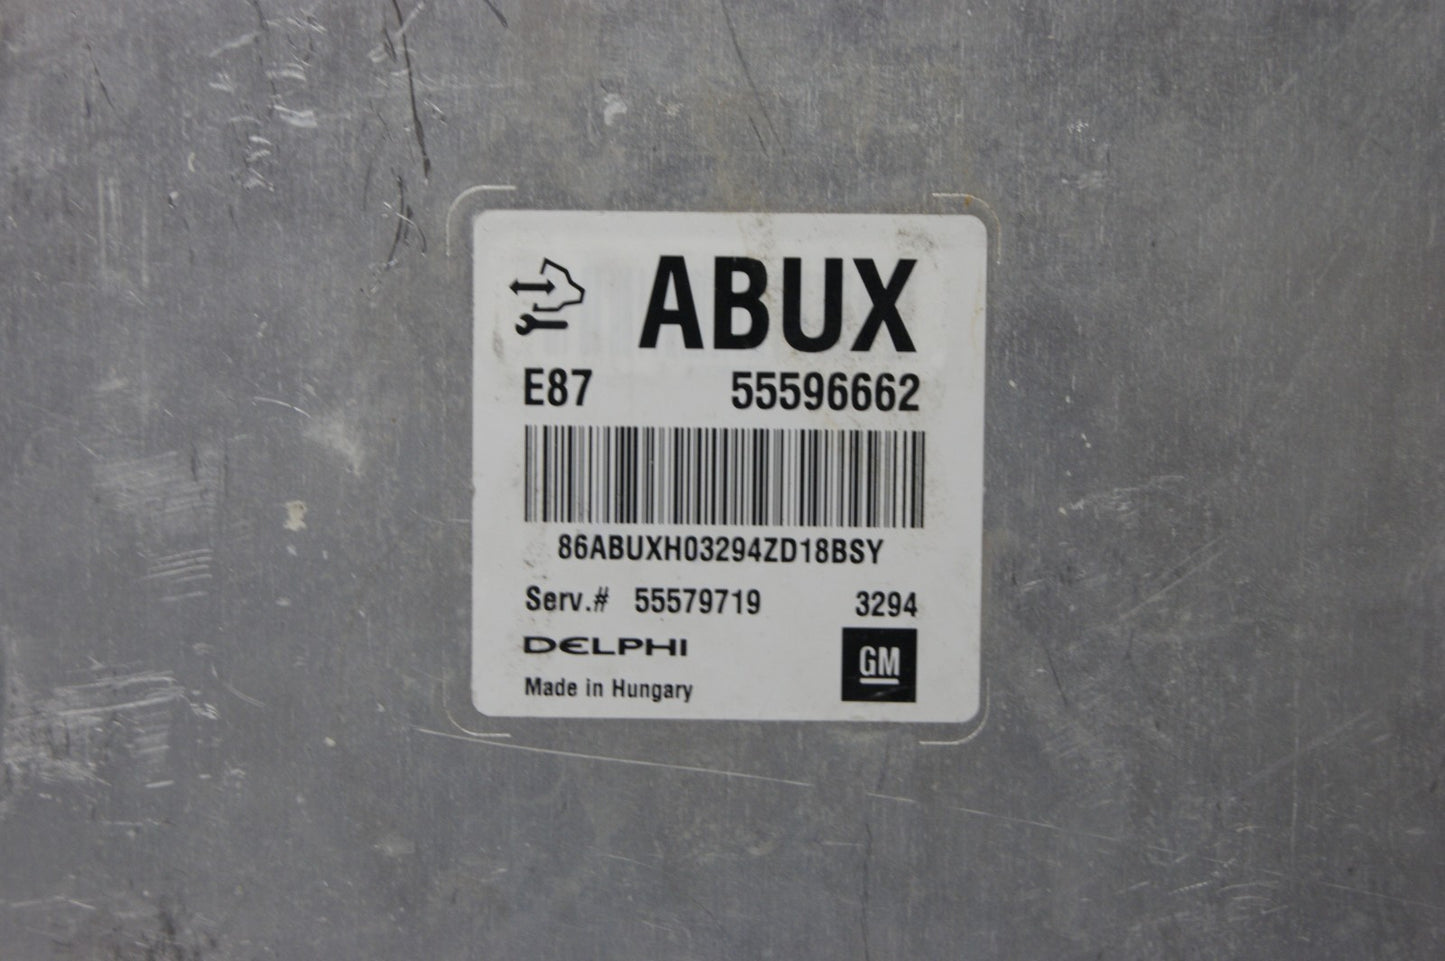 ABUX
E87 55596662
86ABUXH03294ZD18BSY
Serv.# 55579719 3294
DELPHI GM
Made in Hungary